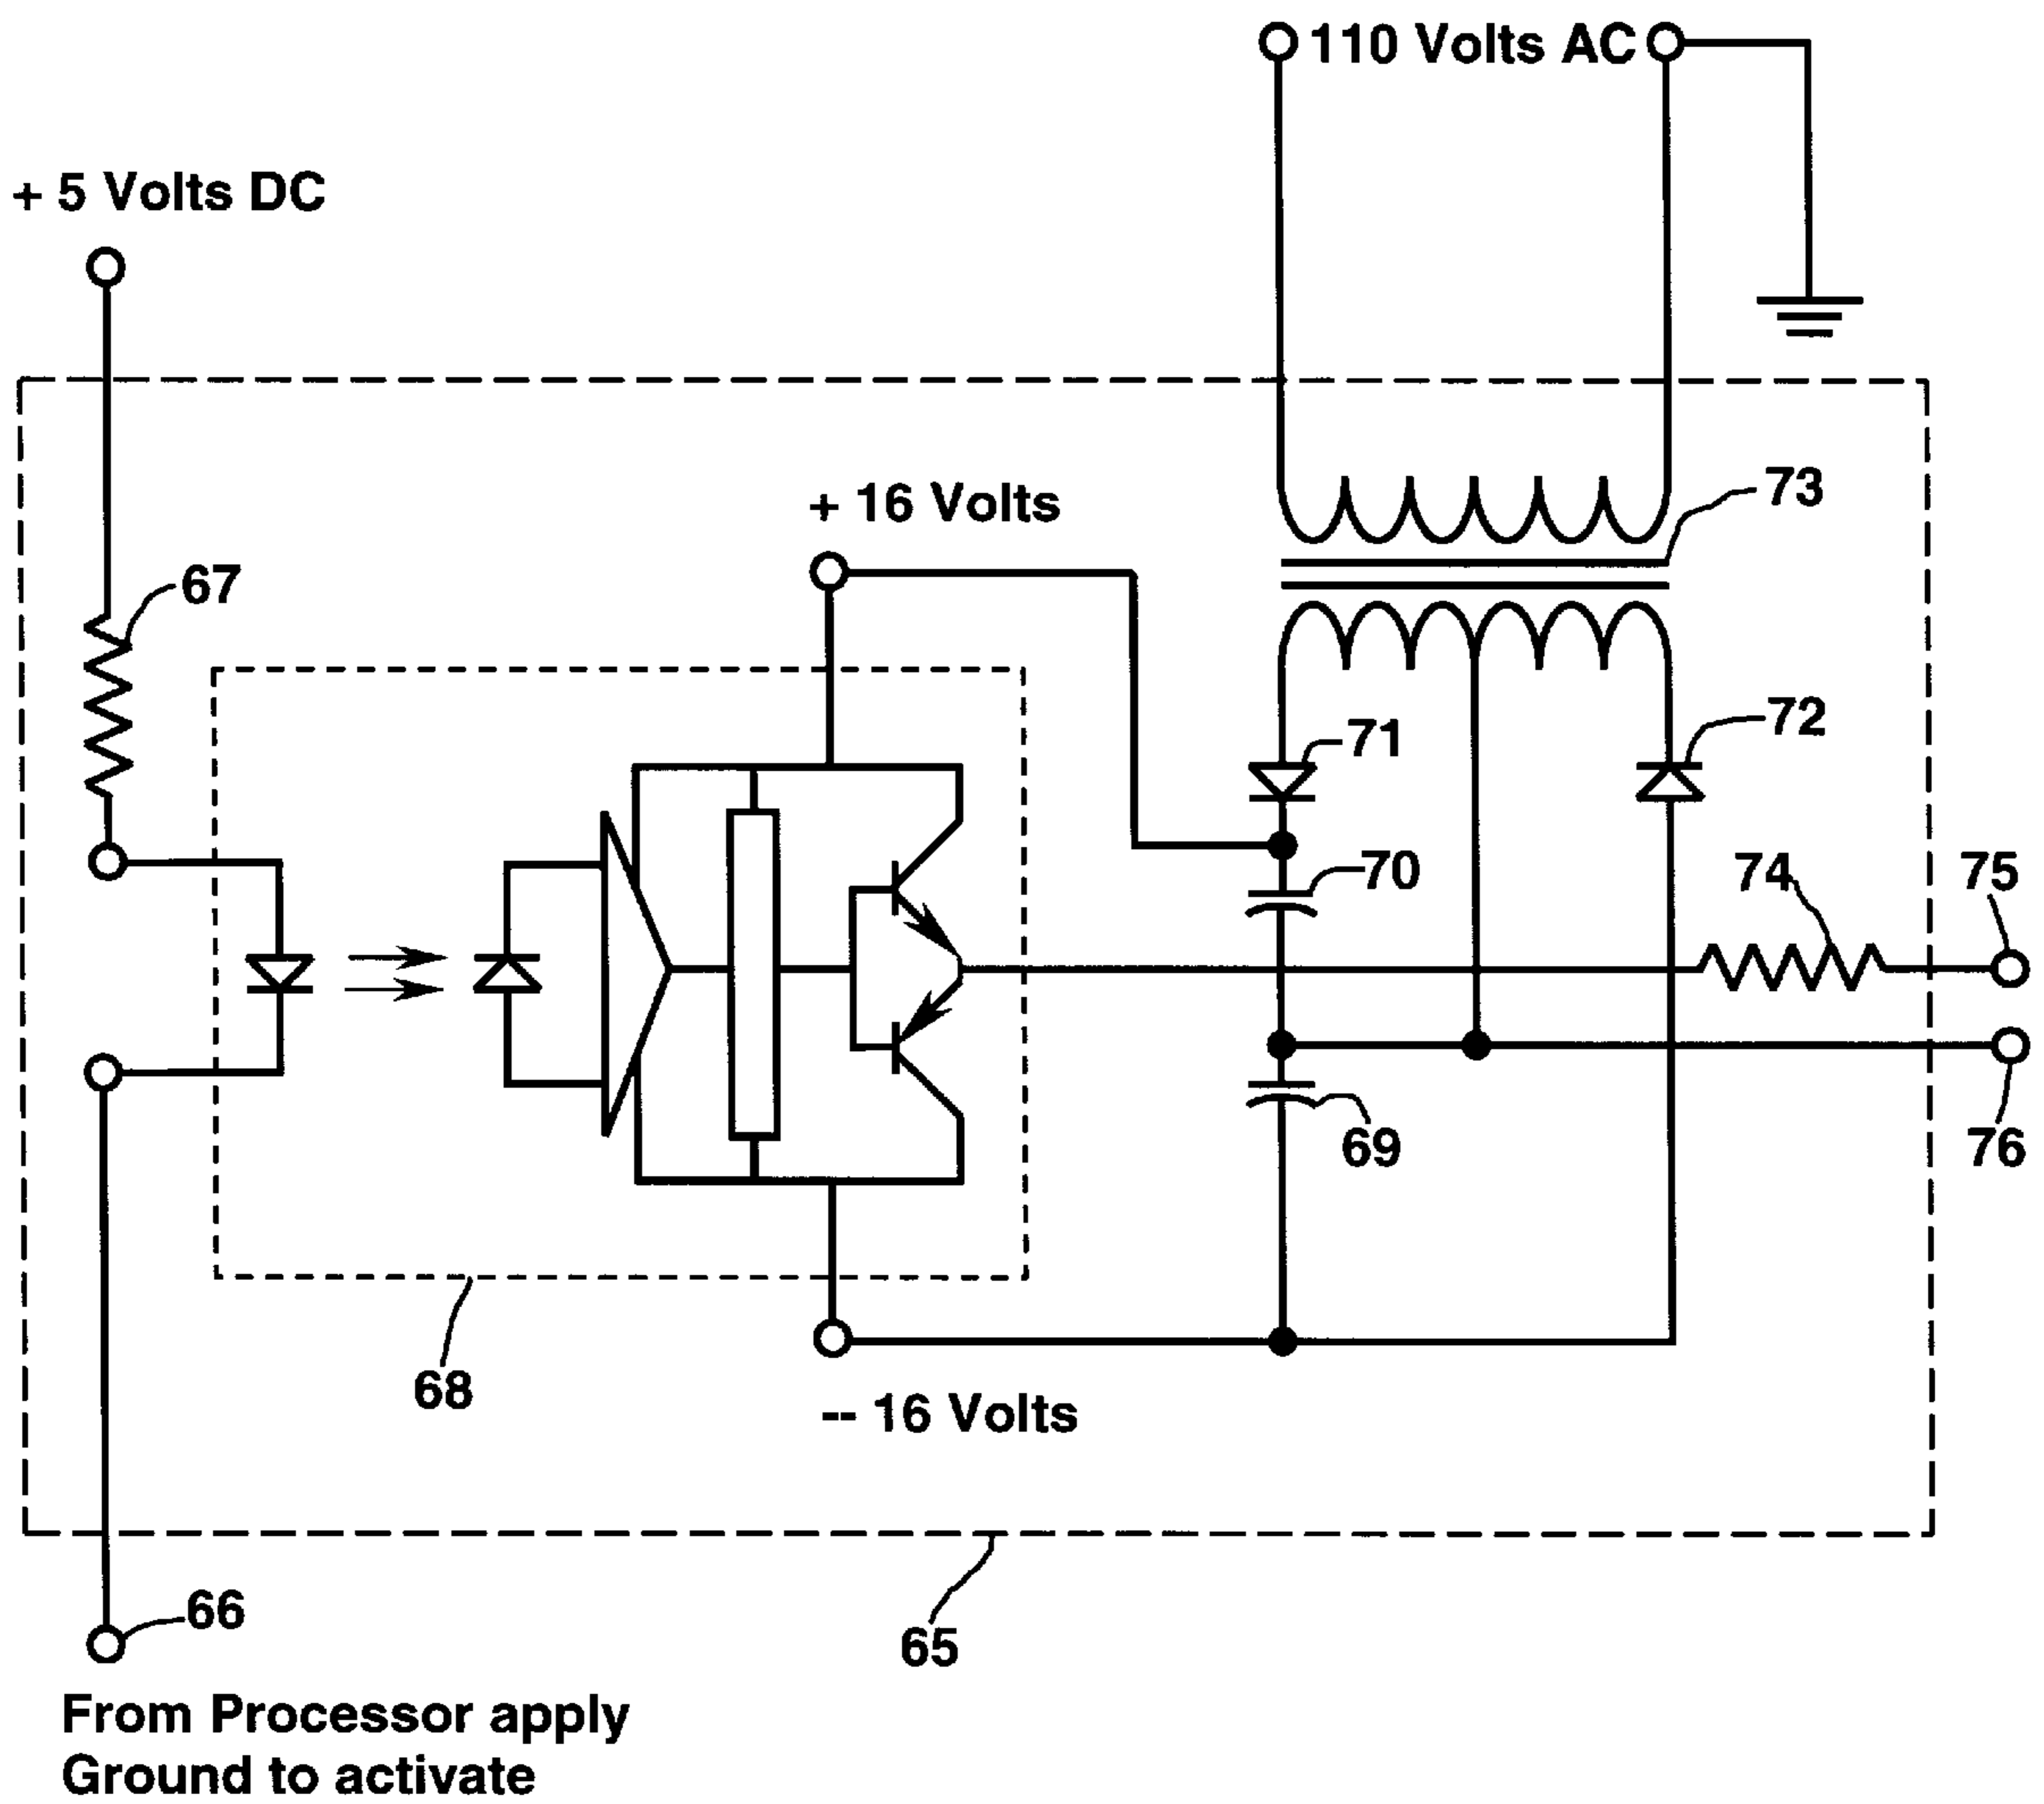 110 Volts AC
+ 5 Volts DC
73
+ 16 Volts
67
72
71
70
74
75
69
76
68
-- 16 Volts
66
65
From Processor apply
Ground to activate